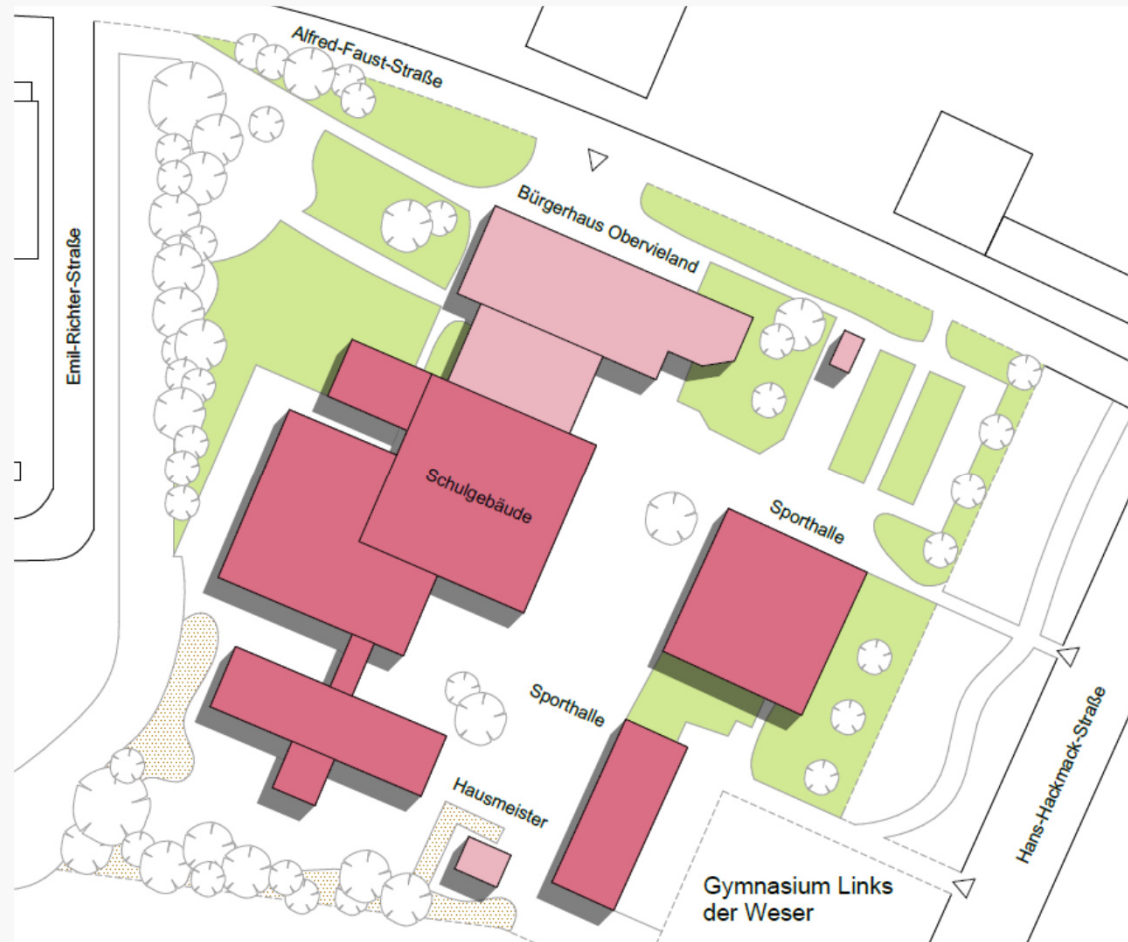 Alfred-Faust-Straße
Bürgerhaus Obervieland
Emil-Richter-Straße
Schulgebäude
Sporthalle
Sporthalle
Hausmeister
Hans-Hackmack-Straße
Gymnasium Links
der Weser